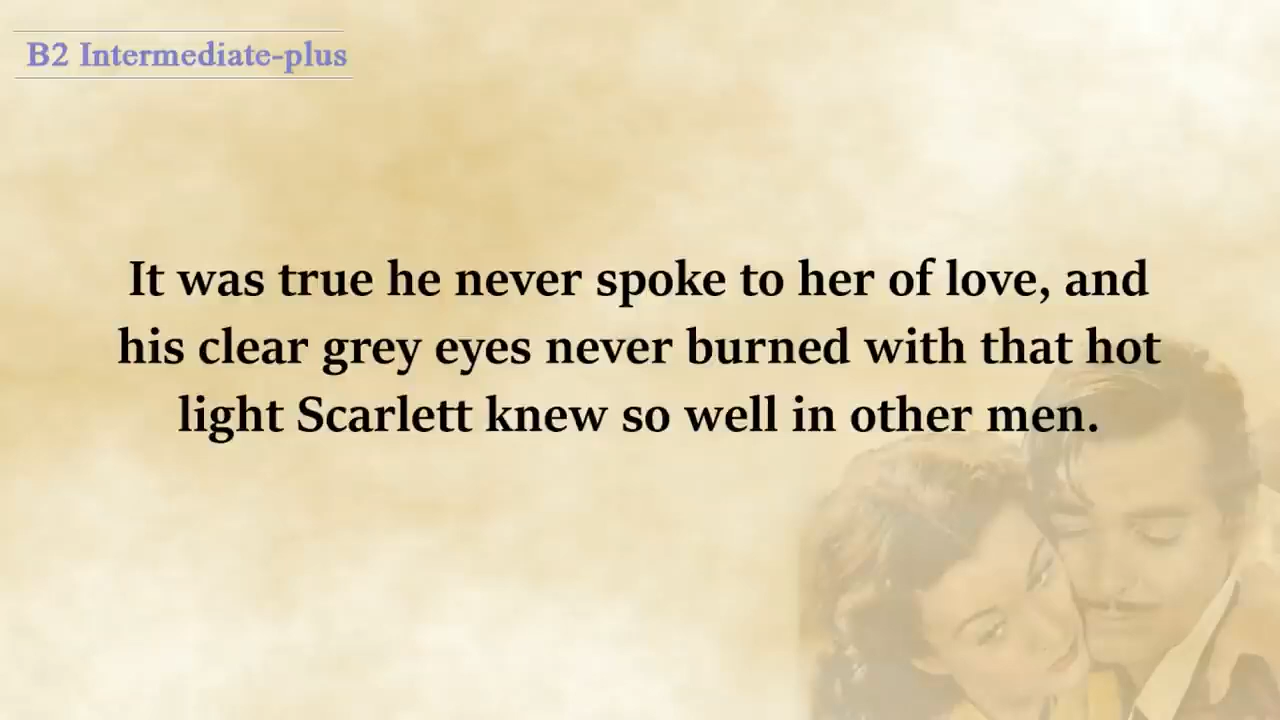 B2 Intermediate-plus
It was true he never spoke to her of love, and
his clear grey eyes never burned with that hot
light Scarlett knew so well in other men.